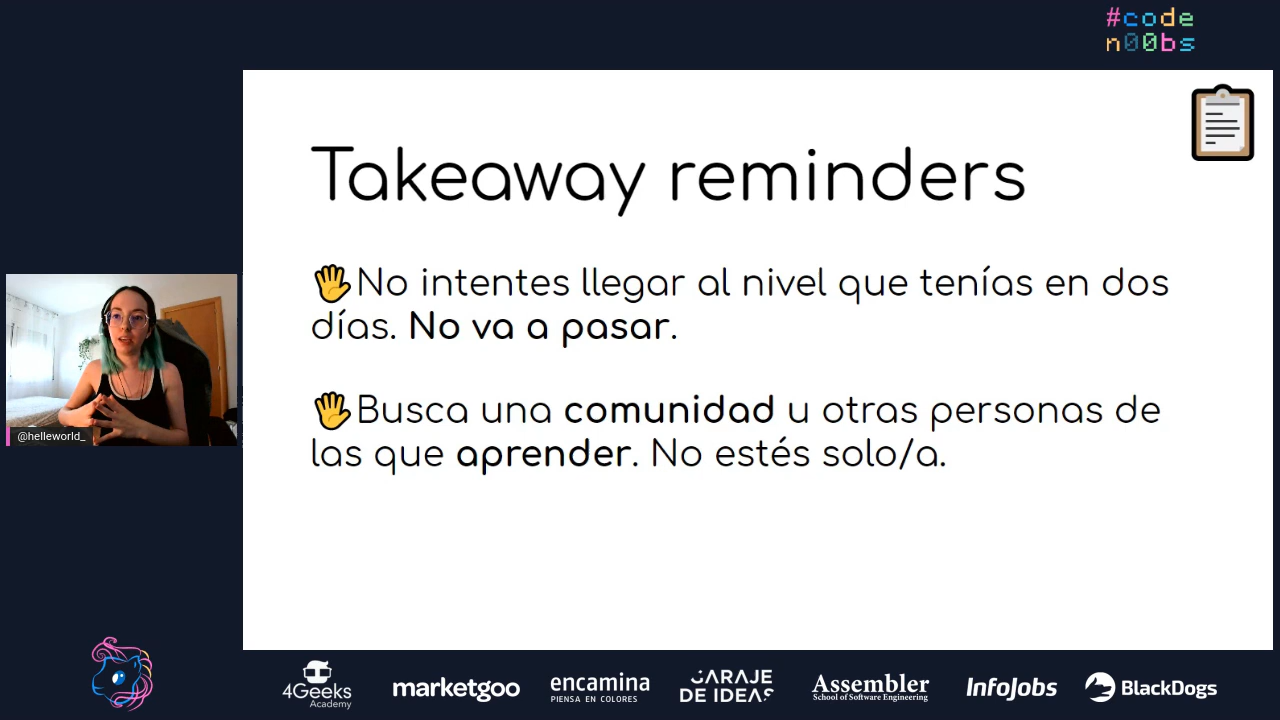 #code
n00bs
Takeaway reminders
🖐No intentes llegar al nivel que tenías en dos
días. No va a pasar.
🖐Busca una comunidad u otras personas de
las que aprender. No estés solo/a.
@helleworld_
4Geeks
Academy
marketgoo
encamina
PIENSA EN COLORES
GARAJE
DE IDEAS
Assembler
School of Software Engineering
InfoJobs
BlackDogs